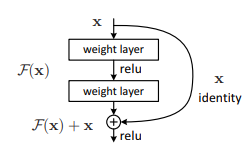 x
weight layer
F(x)
relu
x
weight layer
identity
F(x) + x
relu